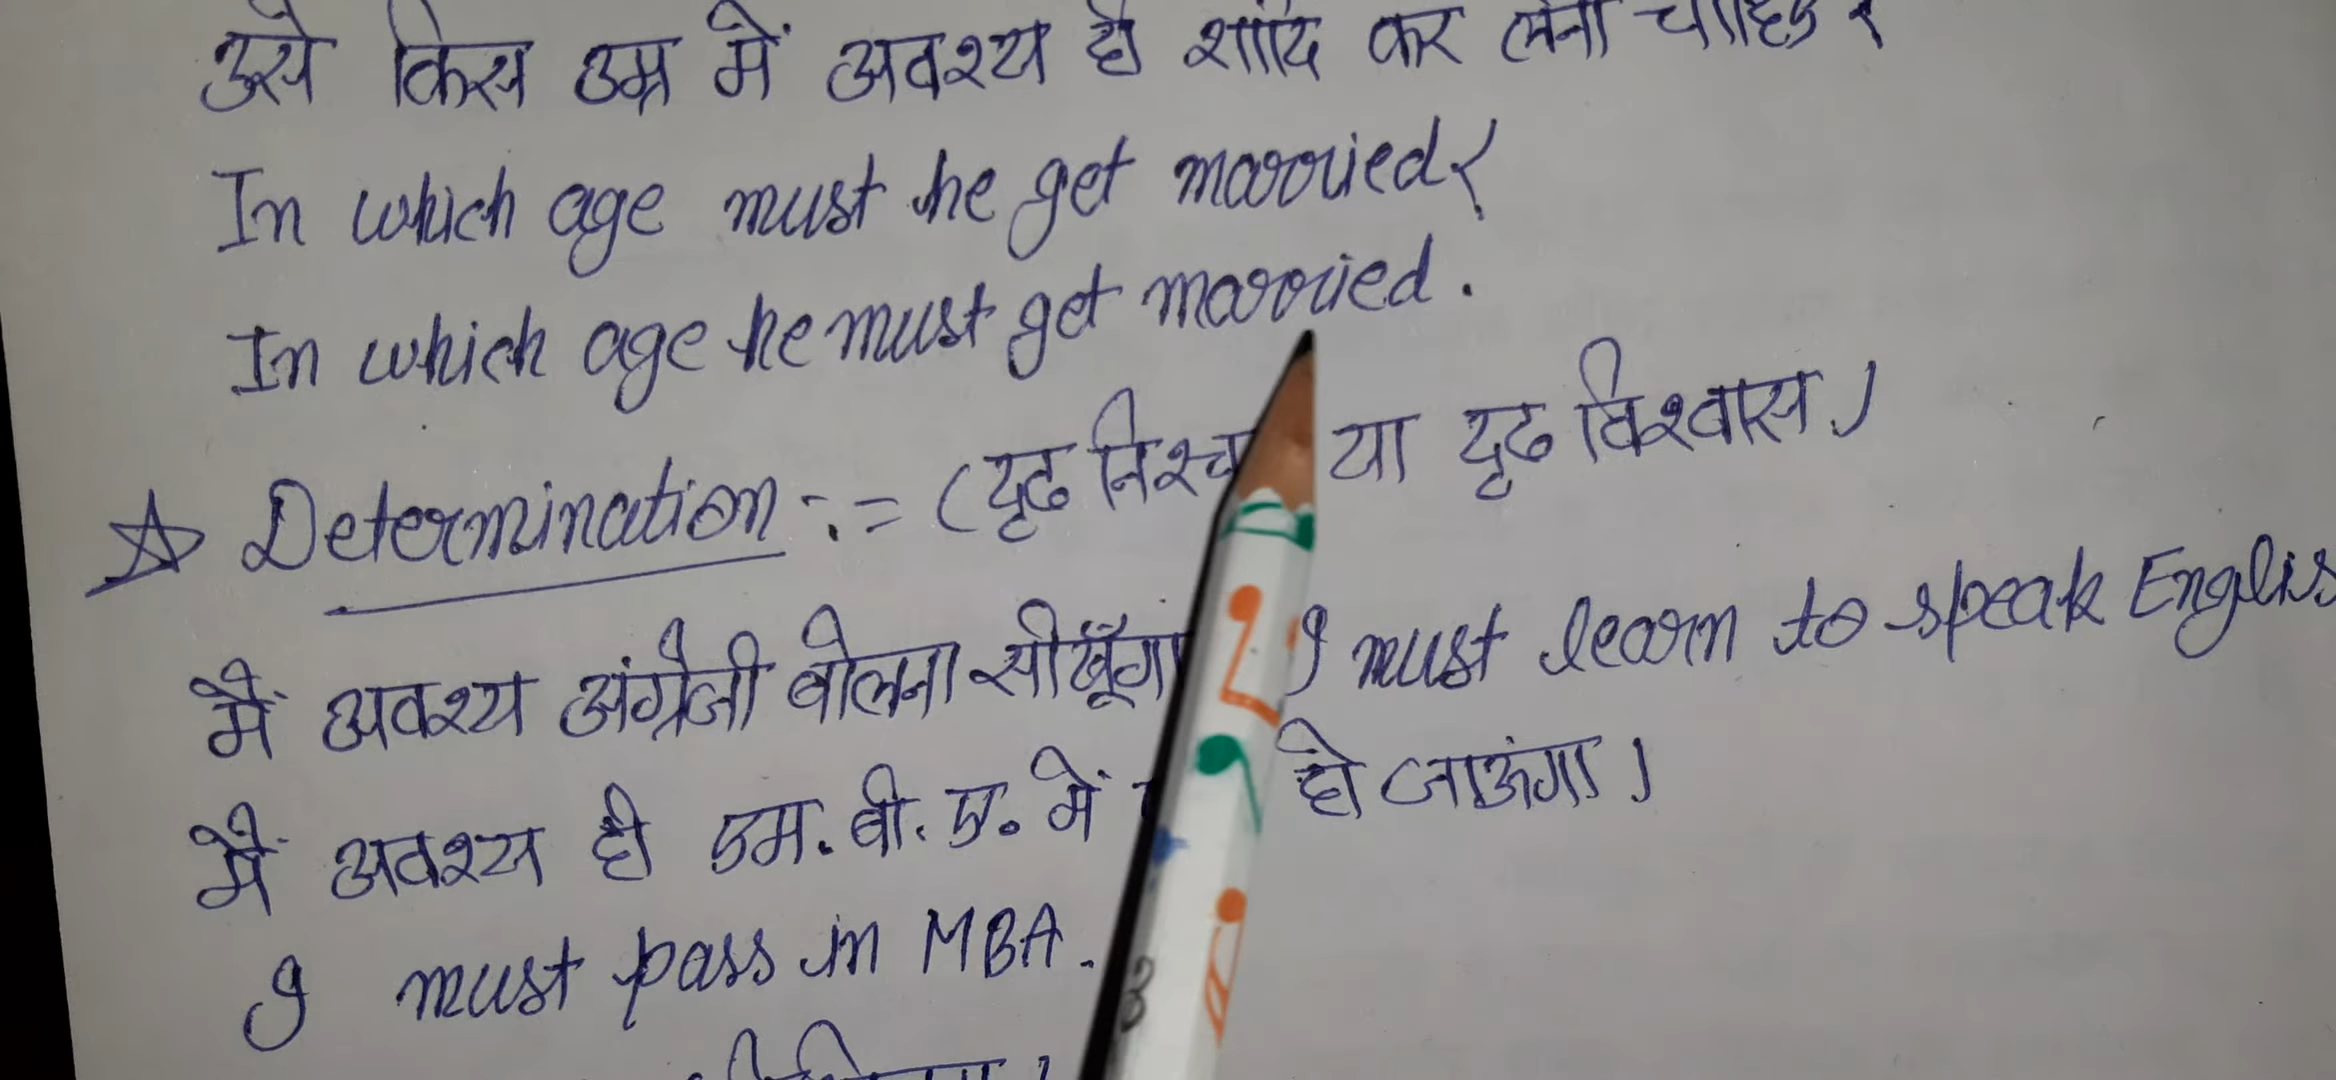 उसे किस उम्र में अवश्य ही शादि कर लेना चाहिए?
In which age must he get married?
In which age he must get married.
☆ Determination :- = (दृढ निश्च या दृढ विश्वास)
मैं अवश्य अंग्रेजी बोलना सीखूँगा I must learn to speak Englis
मैं अवश्य ही एम. बी. ए. में हो जाऊंगा।
I must pass in MBA.